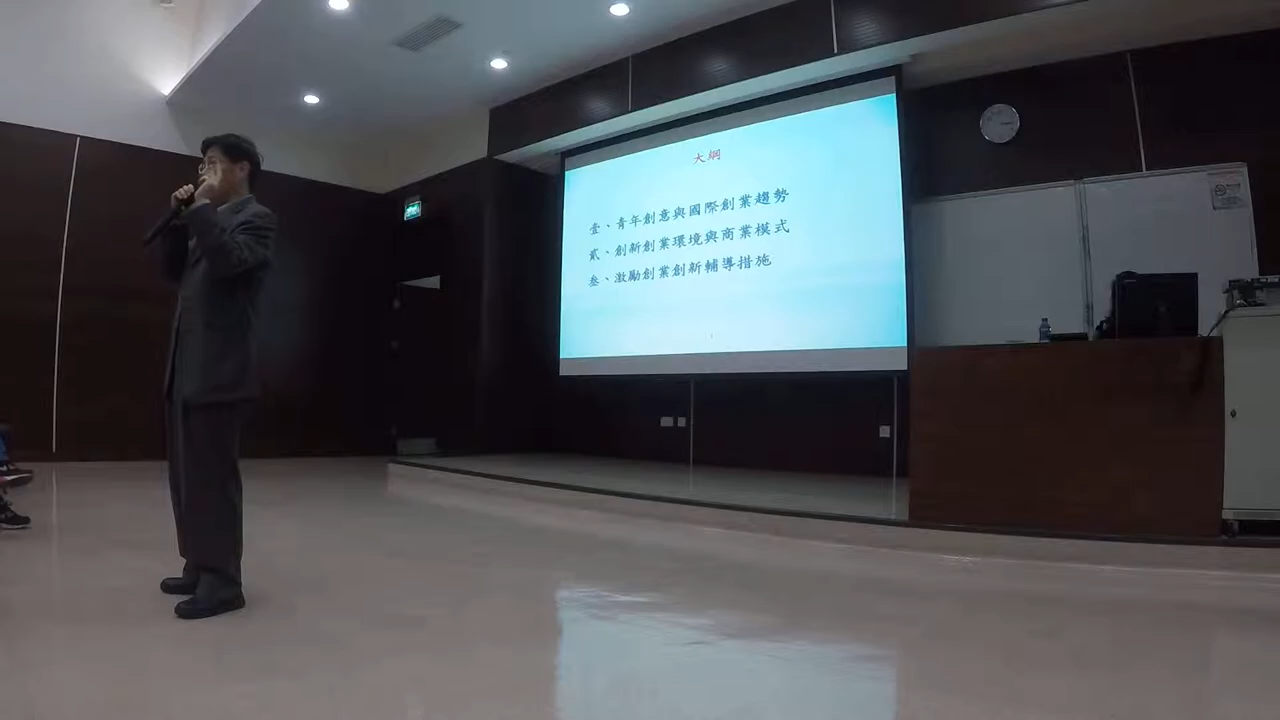 大綱
壹、青年創意與國際創業趨勢
貳、創新創業環境與商業模式
叁、激勵創業創新輔導措施